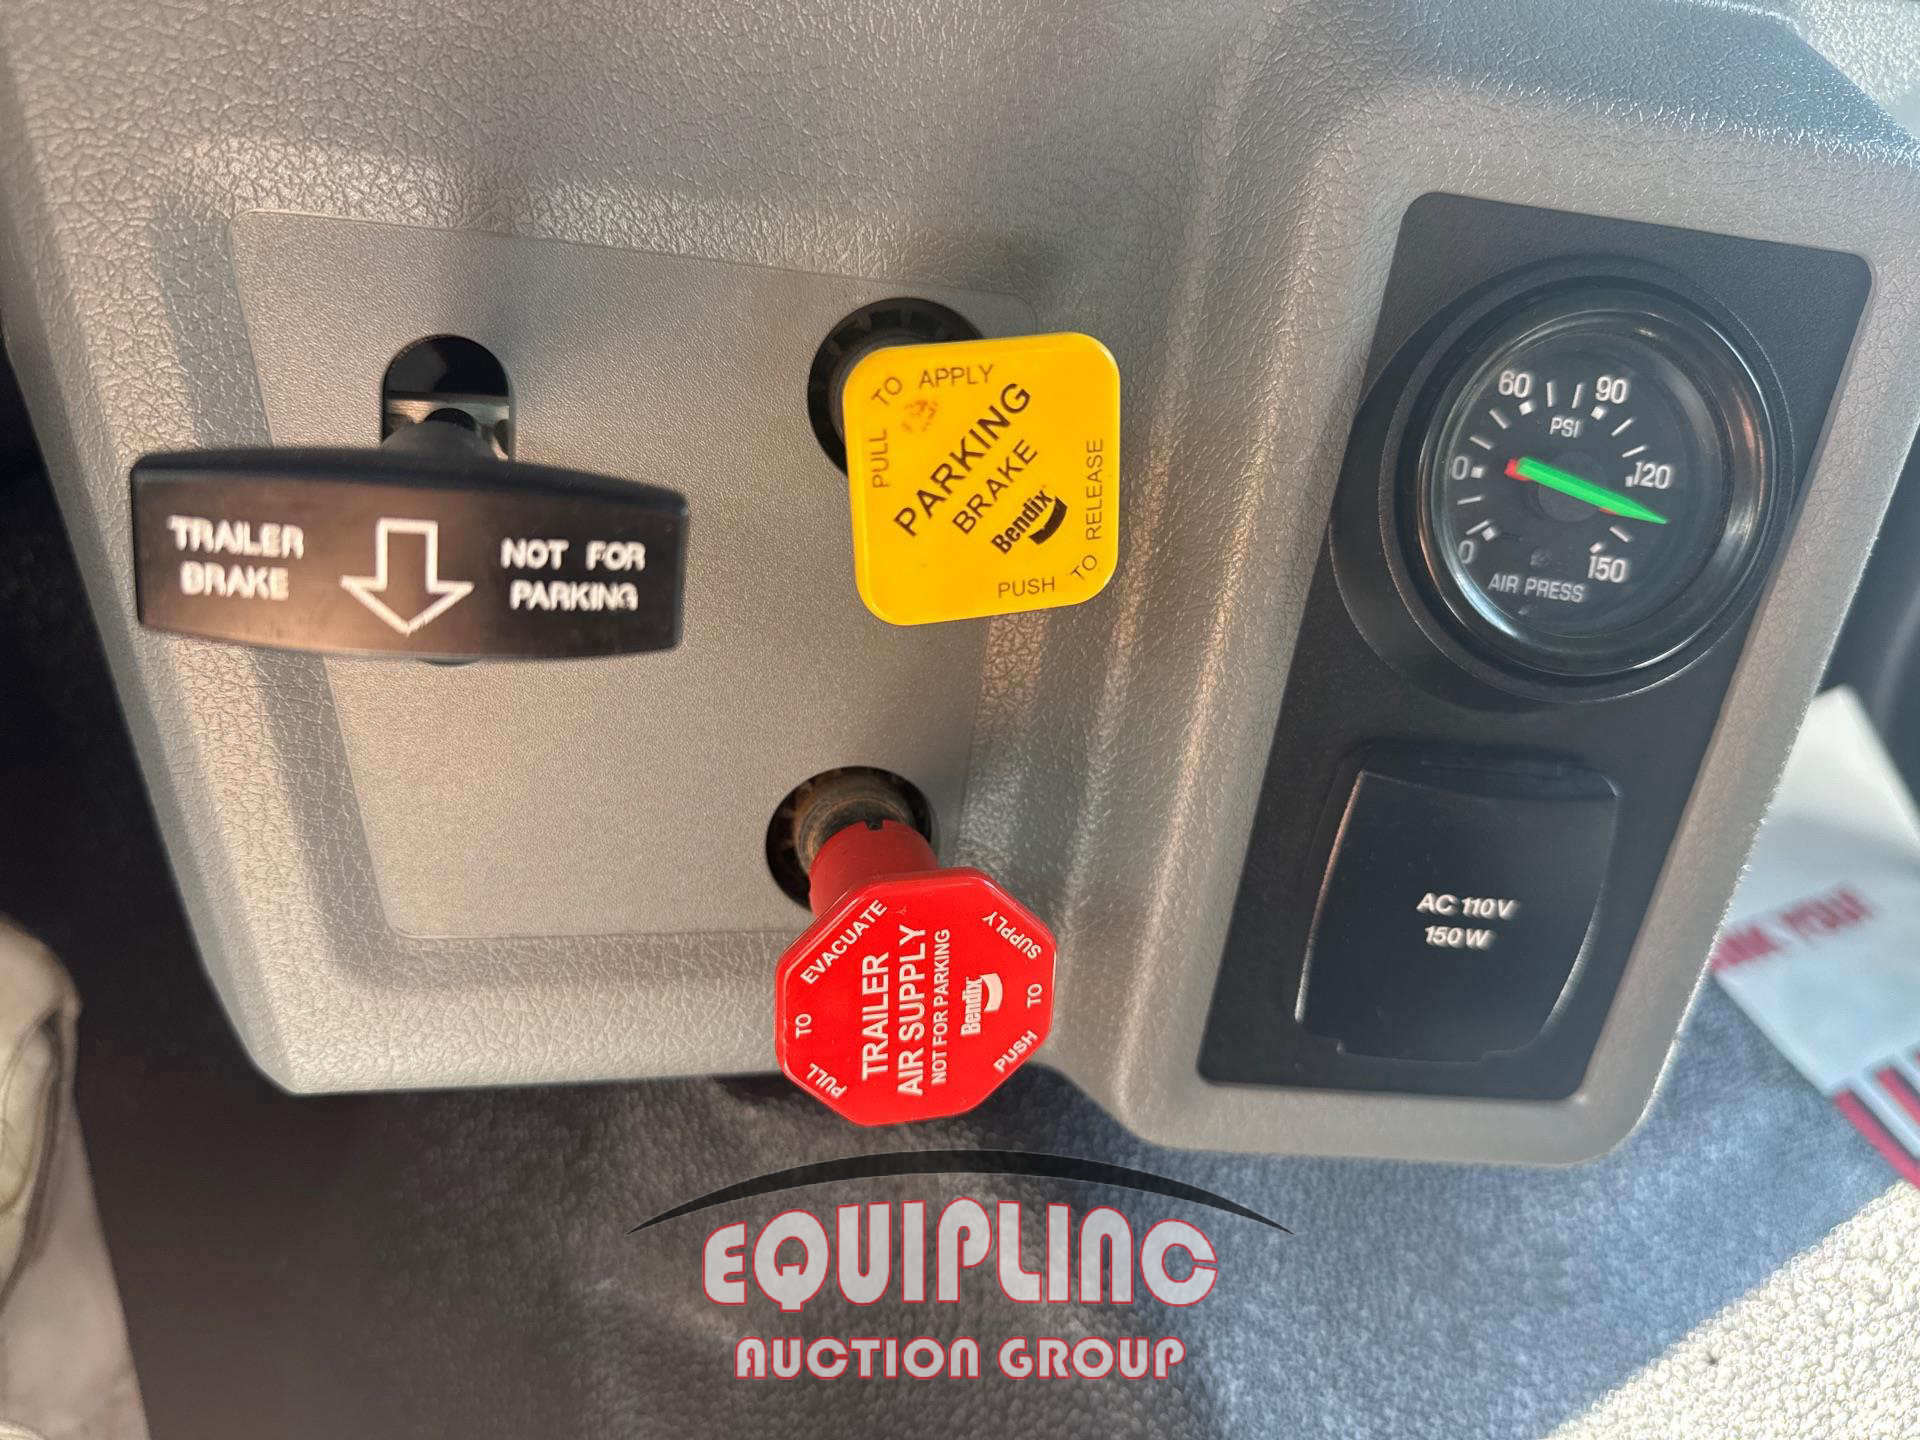 TRAILER
BRAKE
NOT FOR
PARKING
PULL TO APPLY
PARKING
BRAKE
Bendix
PUSH TO RELEASE
60
90
PSI
0
120
0
150
AIR PRESS
AC 110V
150W
PULL TO EVACUATE
TRAILER
AIR SUPPLY
NOT FOR PARKING
Bendix
PUSH TO SUPPLY
EQUIPLINC
AUCTION GROUP